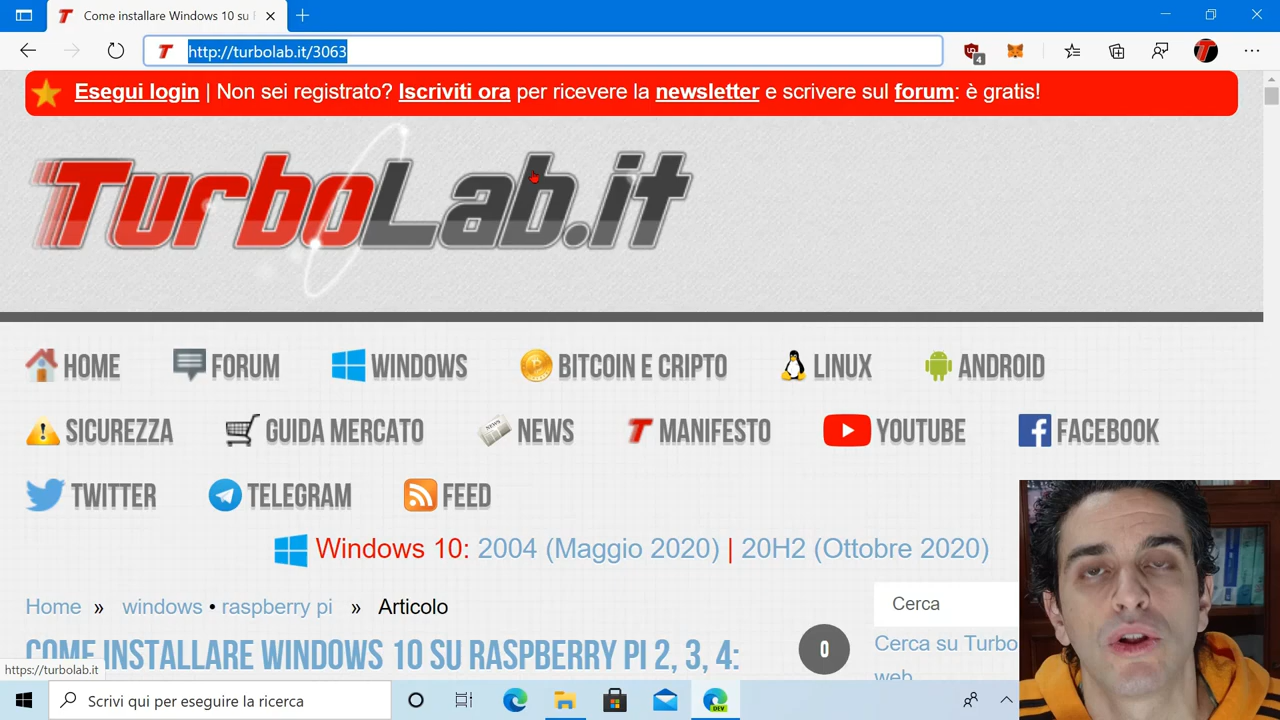 Come installare Windows 10 su
http://turbolab.it/3063
4
Esegui login | Non sei registrato? Iscriviti ora per ricevere la newsletter e scrivere sul forum: è gratis!
TurboLab.it
HOME FORUM WINDOWS BITCOIN E CRIPTO LINUX ANDROID
SICUREZZA GUIDA MERCATO NEWS MANIFESTO YOUTUBE FACEBOOK
TWITTER TELEGRAM FEED
Windows 10: 2004 (Maggio 2020) | 20H2 (Ottobre 2020)
Home » windows • raspberry pi » Articolo
Cerca
COME INSTALLARE WINDOWS 10 SU RASPBERRY PI 2, 3, 4:
0
Cerca su Turbo
web
https://turbolab.it
Scrivi qui per eseguire la ricerca
DEV